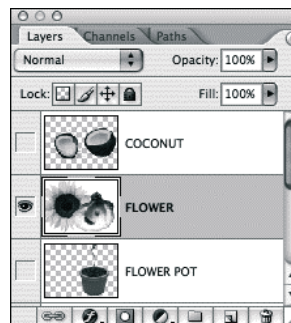 Layers Channels Paths
Normal Opacity: 100%
Lock: Fill: 100%
COCONUT
FLOWER
FLOWER POT